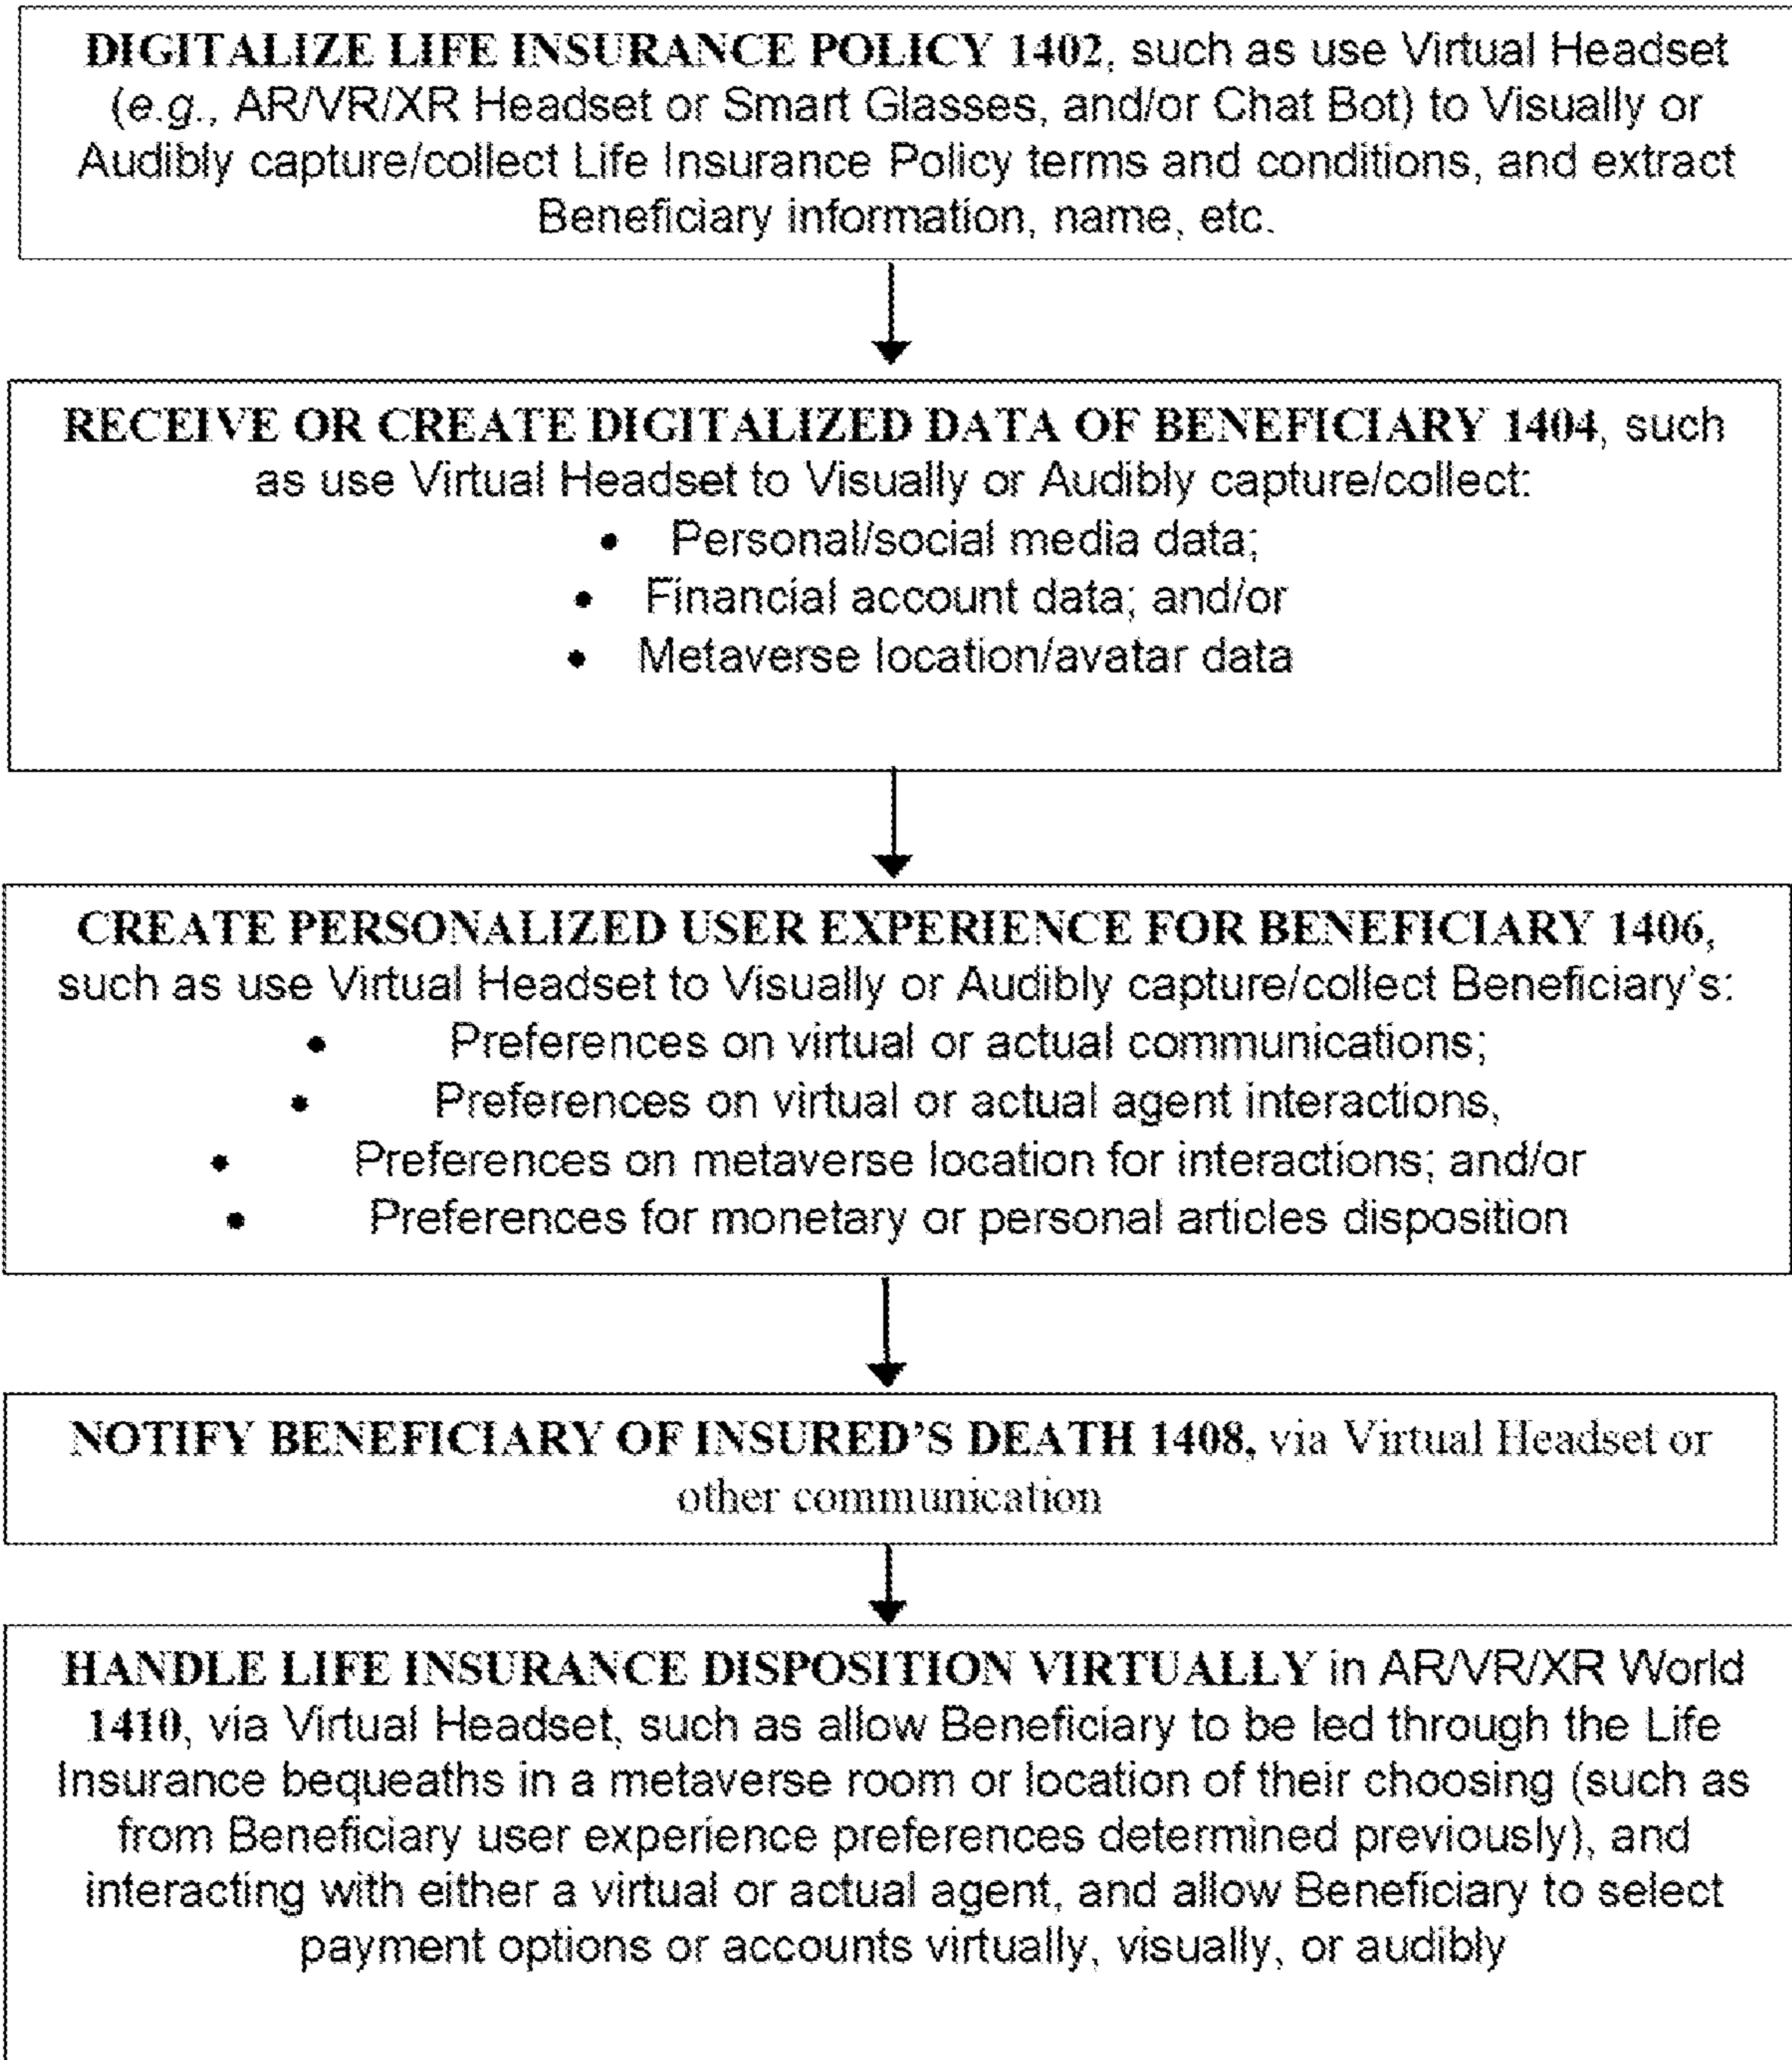 DIGITALIZE LIFE INSURANCE POLICY 1402, such as use Virtual Headset
(e.g., AR/VR/XR Headset or Smart Glasses, and/or Chat Bot) to Visually or
Audibly capture/collect Life Insurance Policy terms and conditions, and extract
Beneficiary information, name, etc.
RECEIVE OR CREATE DIGITALIZED DATA OF BENEFICIARY 1404, such
as use Virtual Headset to Visually or Audibly capture/collect:
• Personal/social media data;
• Financial account data; and/or
• Metaverse location/avatar data
CREATE PERSONALIZED USER EXPERIENCE FOR BENEFICIARY 1406,
such as use Virtual Headset to Visually or Audibly capture/collect Beneficiary's:
• Preferences on virtual or actual communications;
• Preferences on virtual or actual agent interactions,
• Preferences on metaverse location for interactions; and/or
• Preferences for monetary or personal articles disposition
NOTIFY BENEFICIARY OF INSURED'S DEATH 1408, via Virtual Headset or
other communication
HANDLE LIFE INSURANCE DISPOSITION VIRTUALLY in AR/VR/XR World
1410, via Virtual Headset, such as allow Beneficiary to be led through the Life
Insurance bequeaths in a metaverse room or location of their choosing (such as
from Beneficiary user experience preferences determined previously), and
interacting with either a virtual or actual agent, and allow Beneficiary to select
payment options or accounts virtually, visually, or audibly